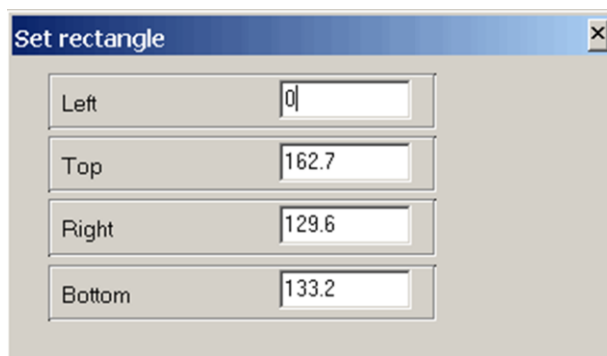 Set rectangle
Left 0
Top 162.7
Right 129.6
Bottom 133.2